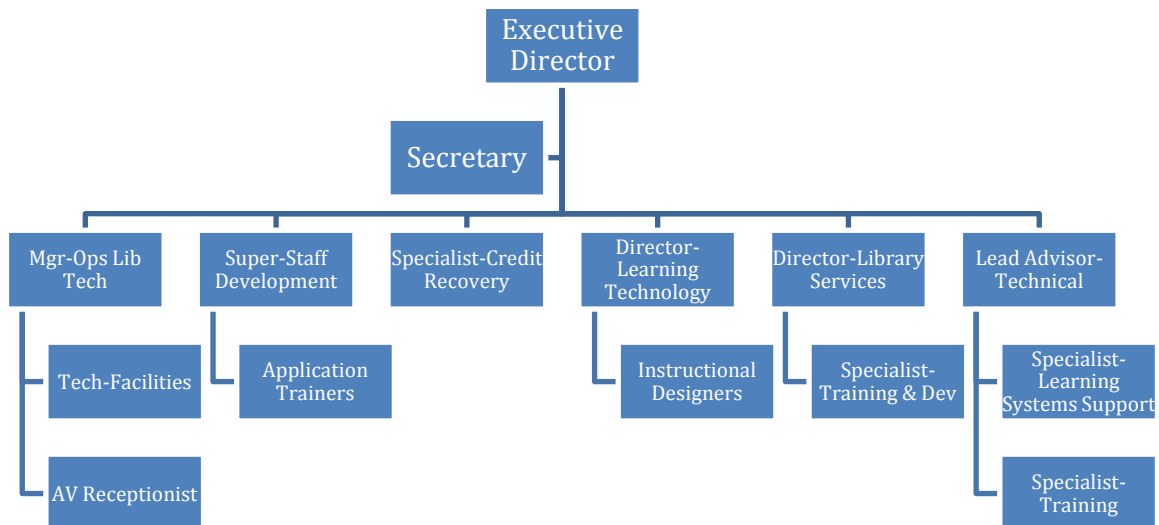 Executive
Director
Secretary
Mgr-Ops Lib
Tech
Super-Staff
Development
Specialist-Credit
Recovery
Director-
Learning
Technology
Director-Library
Services
Lead Advisor-
Technical
Tech-Facilities
Application
Trainers
Instructional
Designers
Specialist-
Training & Dev
Specialist-
Learning
Systems Support
AV Receptionist
Specialist-
Training